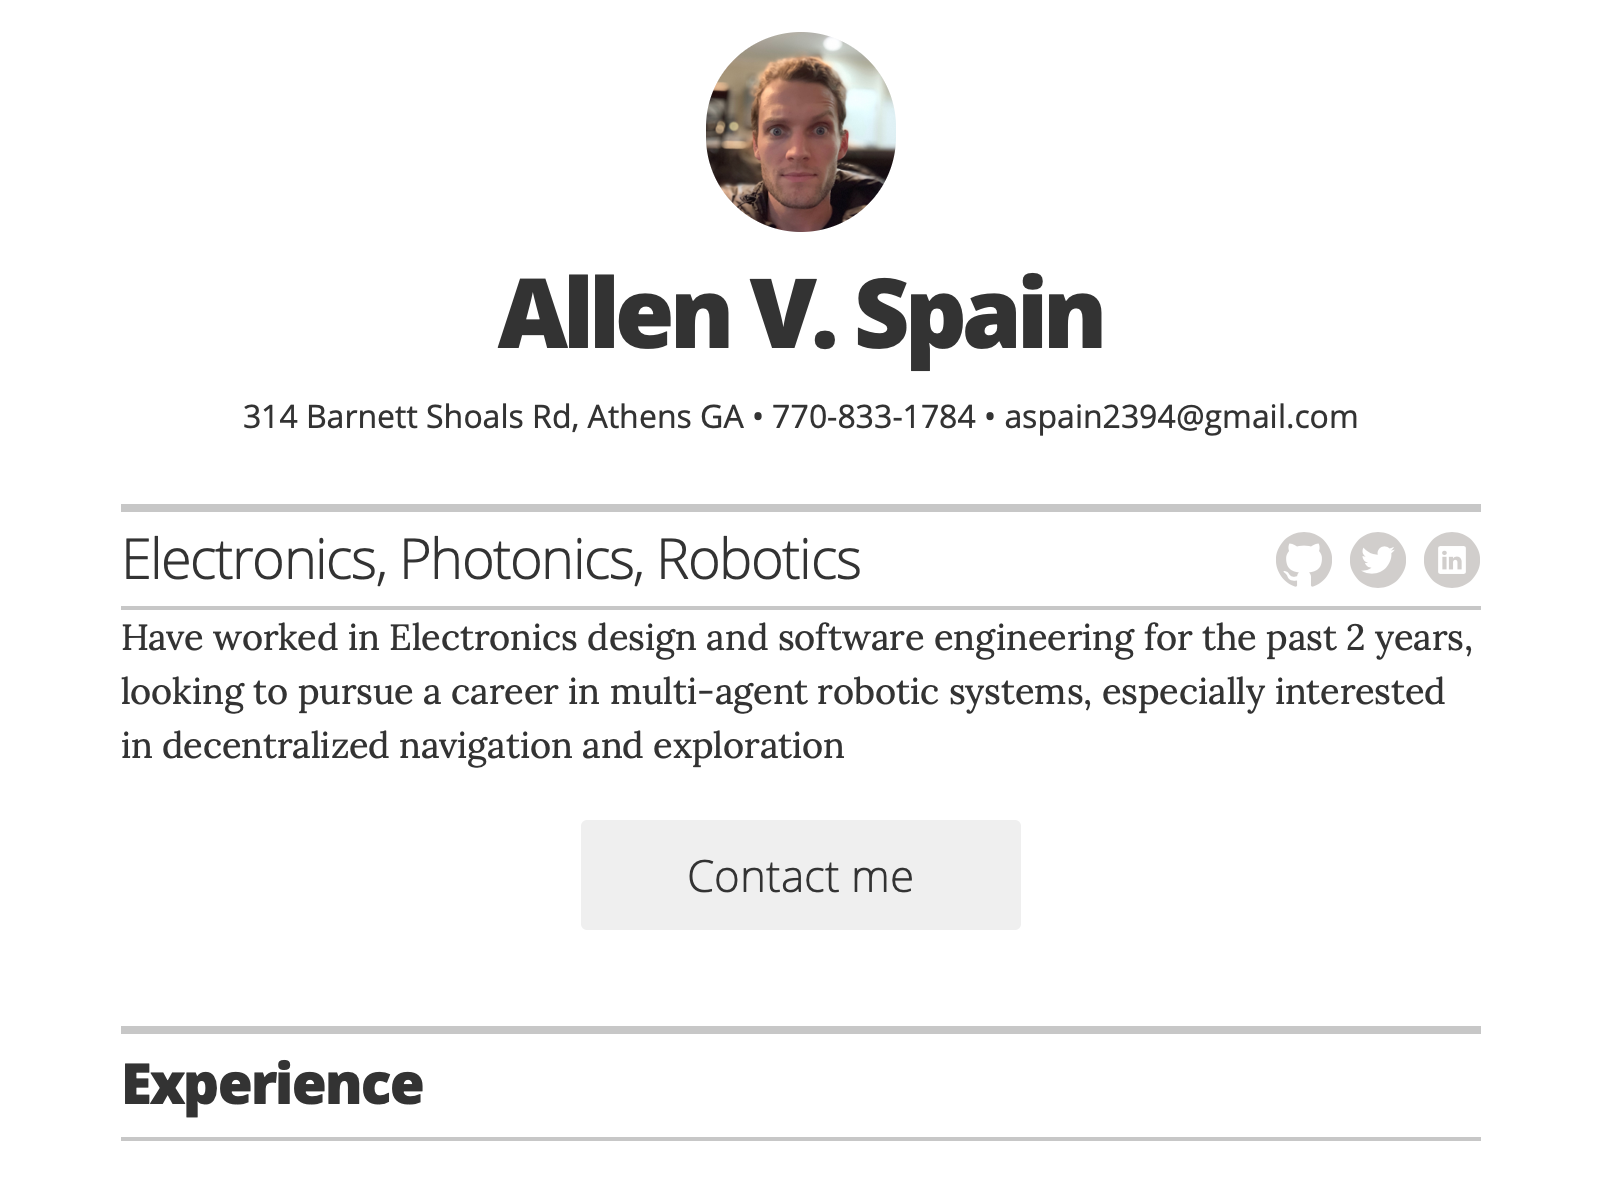 Allen V. Spain
314 Barnett Shoals Rd, Athens GA • 770-833-1784 • aspain2394@gmail.com
Electronics, Photonics, Robotics
in
Have worked in Electronics design and software engineering for the past 2 years,
looking to pursue a career in multi-agent robotic systems, especially interested
in decentralized navigation and exploration
Contact me
Experience